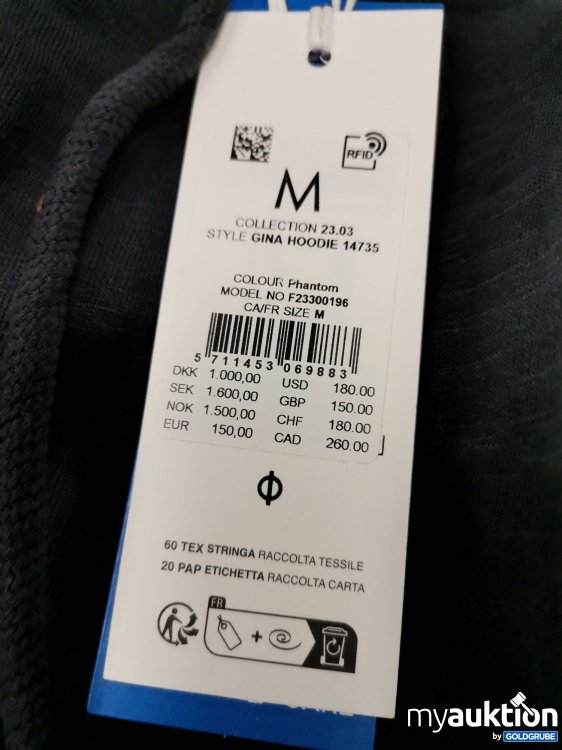 RFID
M
COLLECTION 23.03
STYLE GINA HOODIE 14735
COLOUR Phantom
MODEL NO F23300196
CA/FR SIZE M
5 711453 069883
DKK 1.000,00 USD 180.00
SEK 1.600,00 GBP 150.00
NOK 1.500,00 CHF 180.00
EUR 150,00 CAD 260.00
60 TEX STRINGA RACCOLTA TESSILE
20 PAP ETICHETTA RACCOLTA CARTA
FR
+
myauktion
by GOLDGRUBE